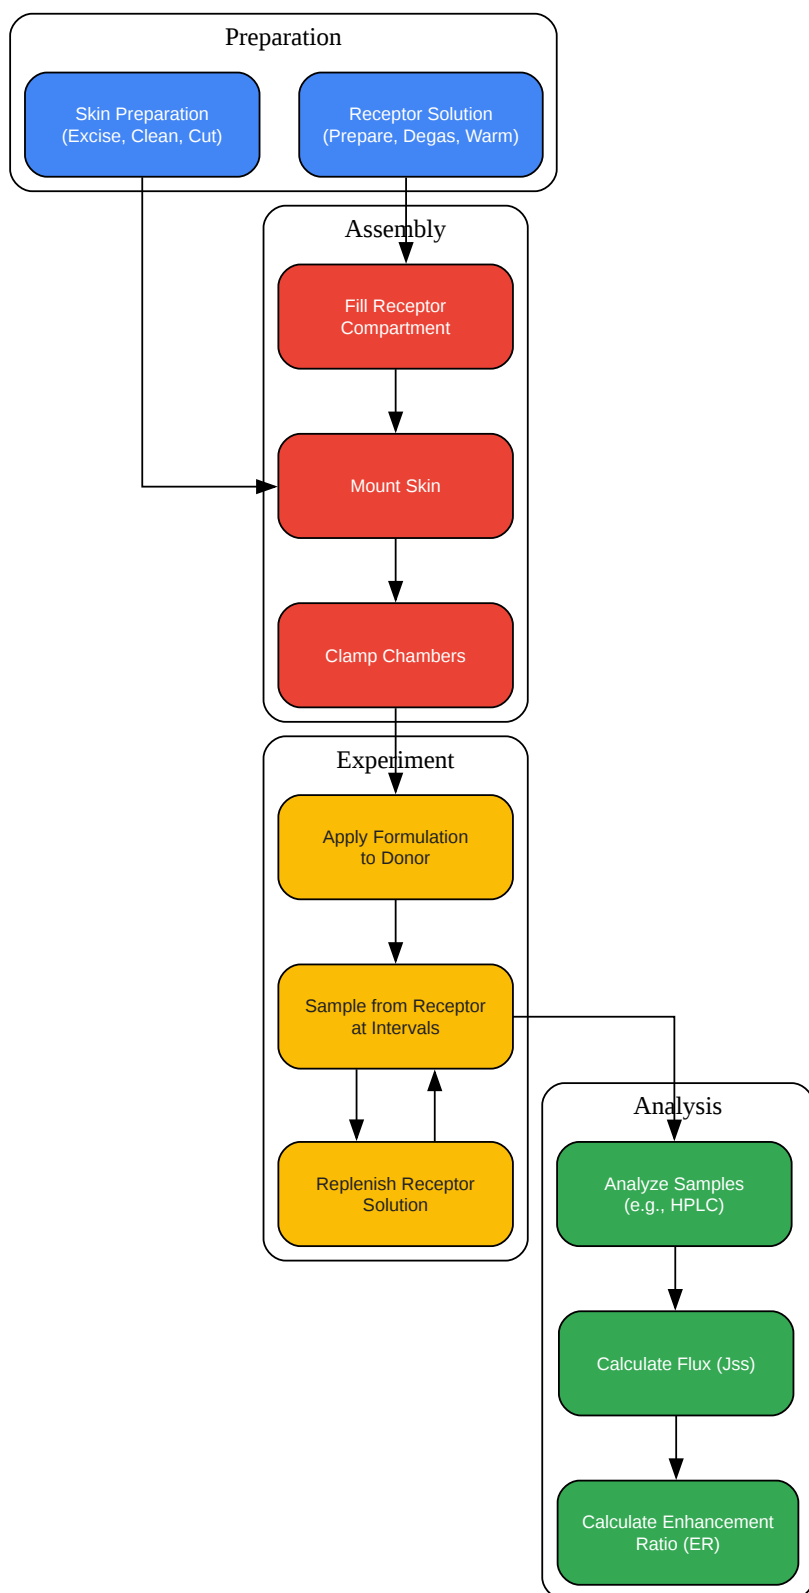 Preparation
Skin Preparation
(Excise, Clean, Cut)
Receptor Solution
(Prepare, Degas, Warm)
Assembly
Fill Receptor
Compartment
Mount Skin
Clamp Chambers
Experiment
Apply Formulation
to Donor
Sample from Receptor
at Intervals
Replenish Receptor
Solution
Analysis
Analyze Samples
(e.g., HPLC)
Calculate Flux (Jss)
Calculate Enhancement
Ratio (ER)